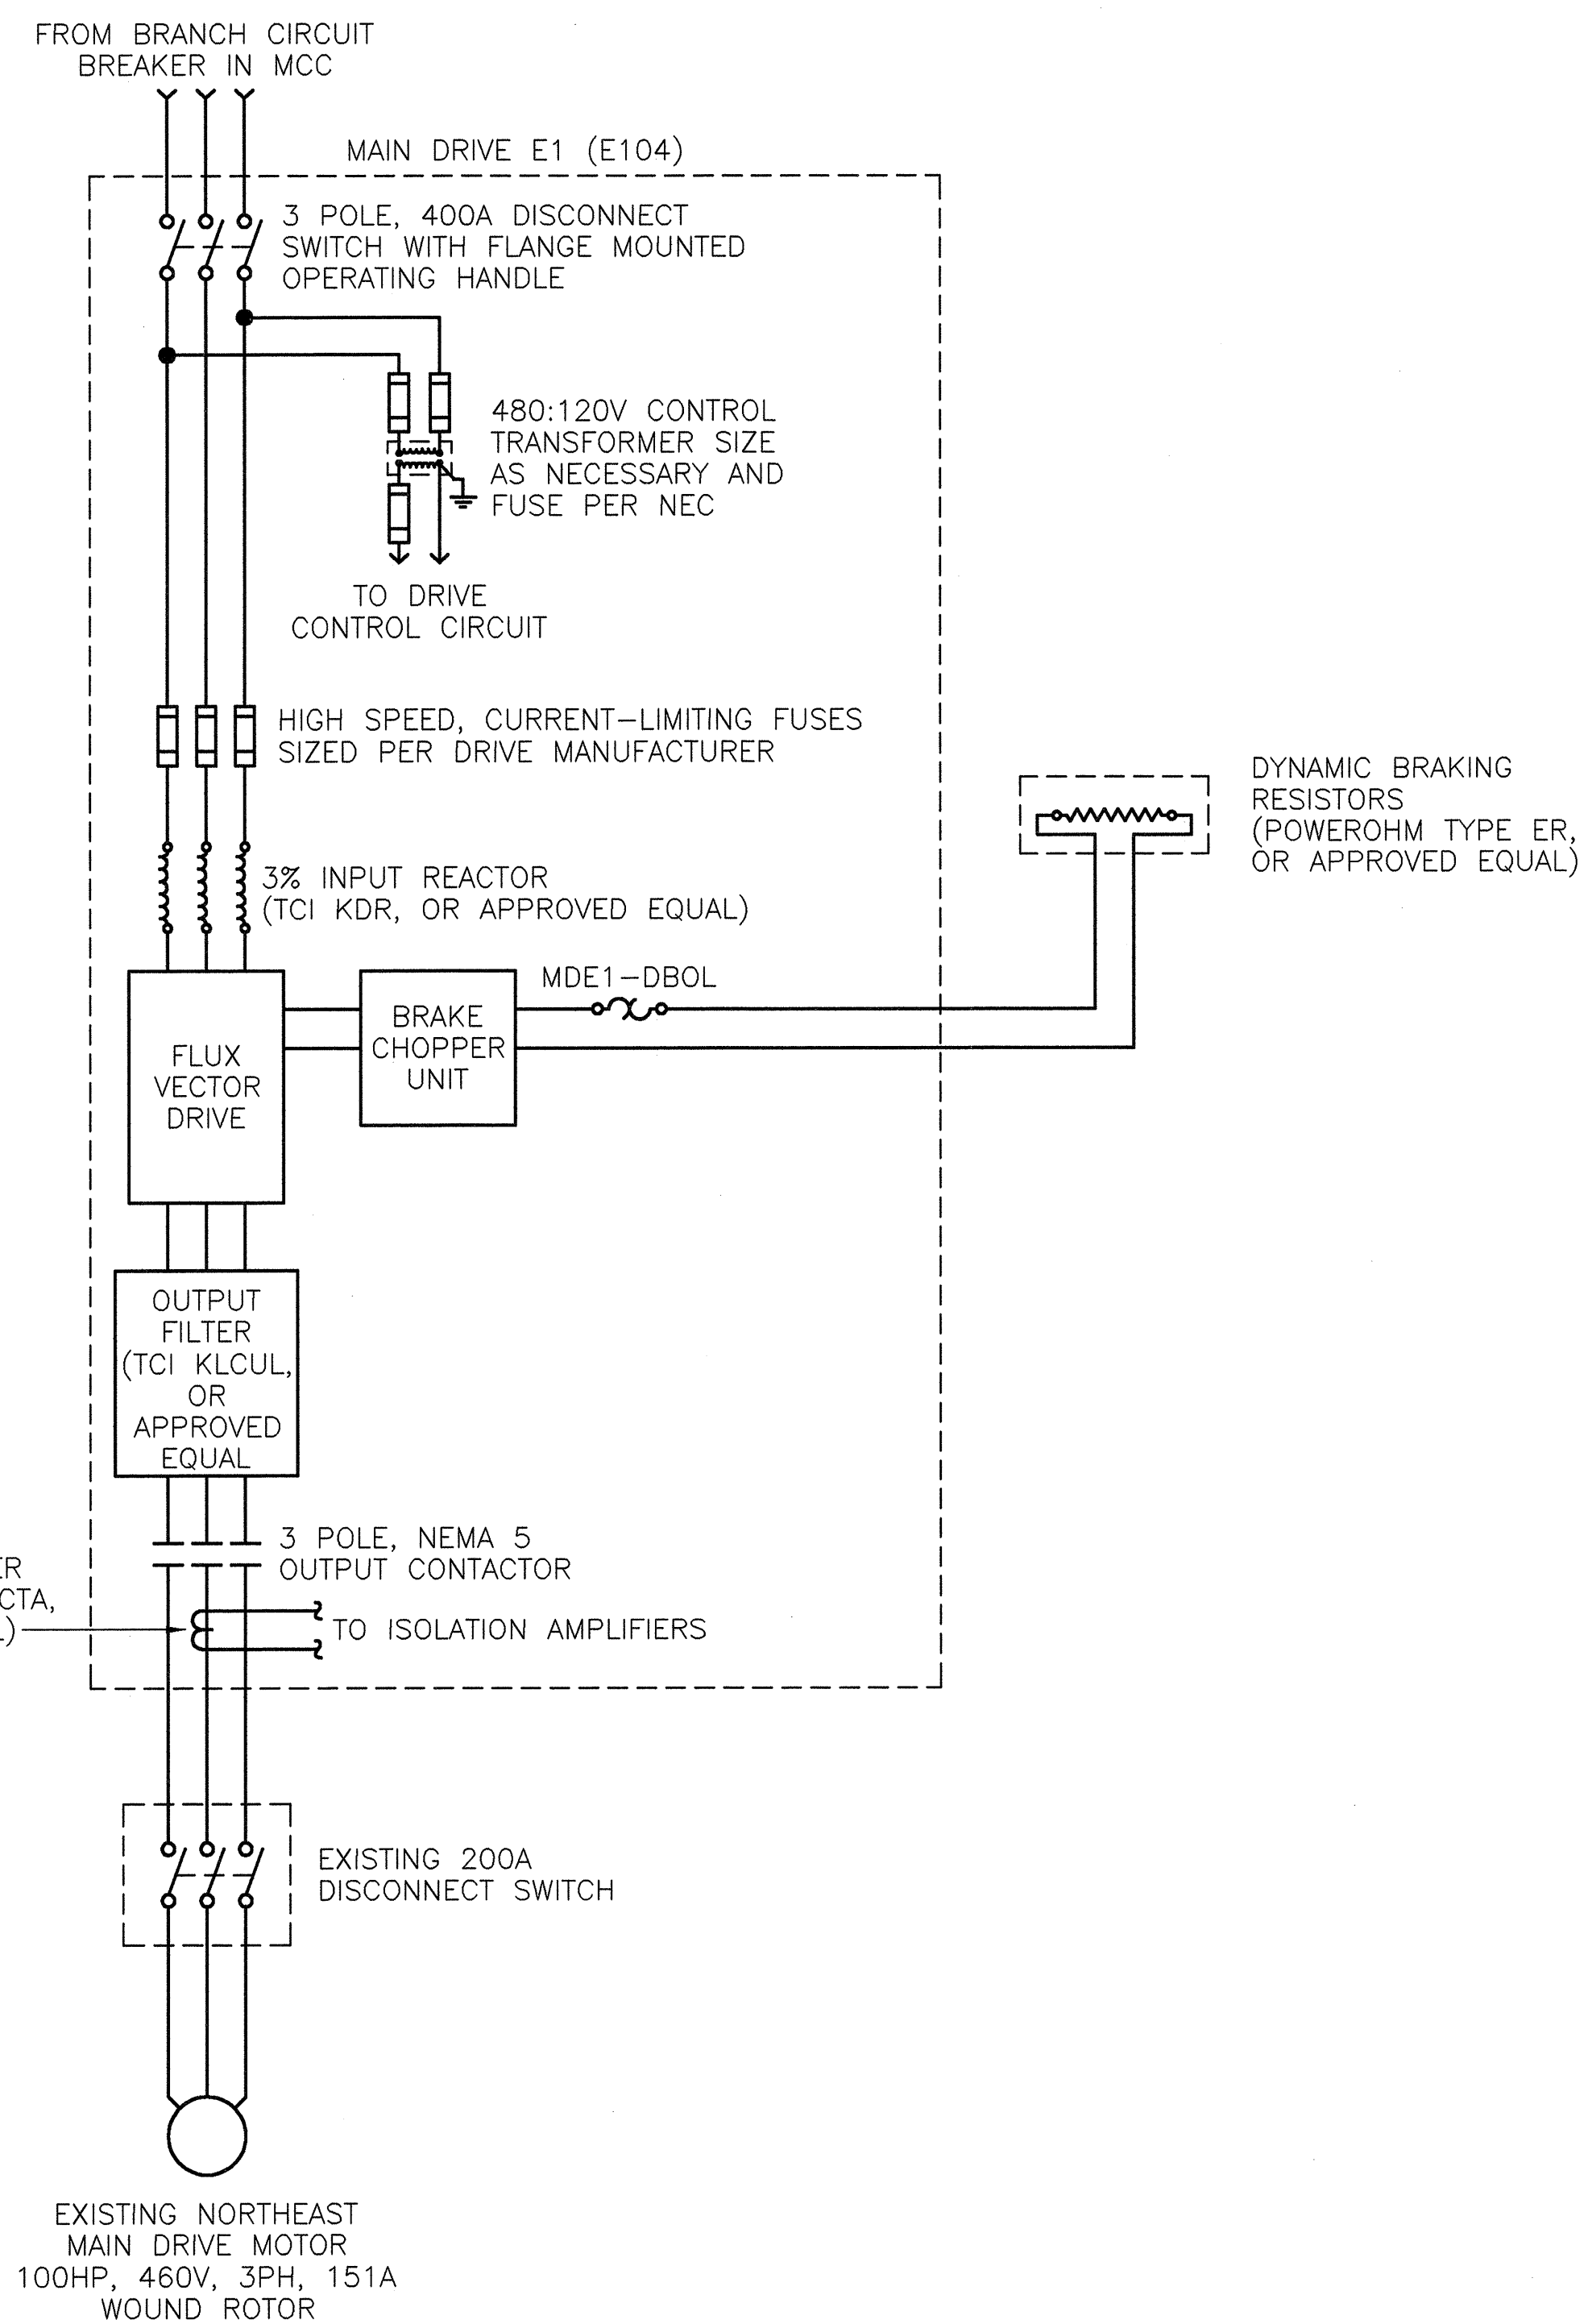 FROM BRANCH CIRCUIT
BREAKER IN MCC
MAIN DRIVE E1 (E104)
3 POLE, 400A DISCONNECT
SWITCH WITH FLANGE MOUNTED
OPERATING HANDLE
480:120V CONTROL
TRANSFORMER SIZE
AS NECESSARY AND
FUSE PER NEC
TO DRIVE
CONTROL CIRCUIT
HIGH SPEED, CURRENT-LIMITING FUSES
SIZED PER DRIVE MANUFACTURER
DYNAMIC BRAKING
RESISTORS
(POWEROHM TYPE ER,
OR APPROVED EQUAL)
3% INPUT REACTOR
(TCI KDR, OR APPROVED EQUAL)
MDE1-DBOL
BRAKE
CHOPPER
UNIT
FLUX
VECTOR
DRIVE
OUTPUT
FILTER
(TCI KLCUL,
OR
APPROVED
EQUAL
3 POLE, NEMA 5
OUTPUT CONTACTOR
ER
CTA,
)
TO ISOLATION AMPLIFIERS
EXISTING 200A
DISCONNECT SWITCH
EXISTING NORTHEAST
MAIN DRIVE MOTOR
100HP, 460V, 3PH, 151A
WOUND ROTOR